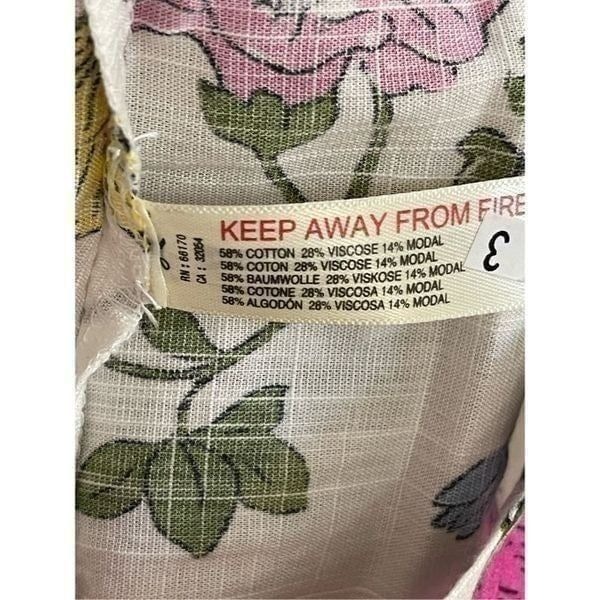 KEEP AWAY FROM FIRE
58% COTTON 28% VISCOSE 14% MODAL
58% COTON 28% VISCOSE 14% MODAL
58% BAUMWOLLE 28% VISKOSE 14% MODAL
58% COTONE 28% VISCOSA 14% MODAL
58% ALGODÓN 28% VISCOSA 14% MODAL
RN : 66170
CA : 32054
3